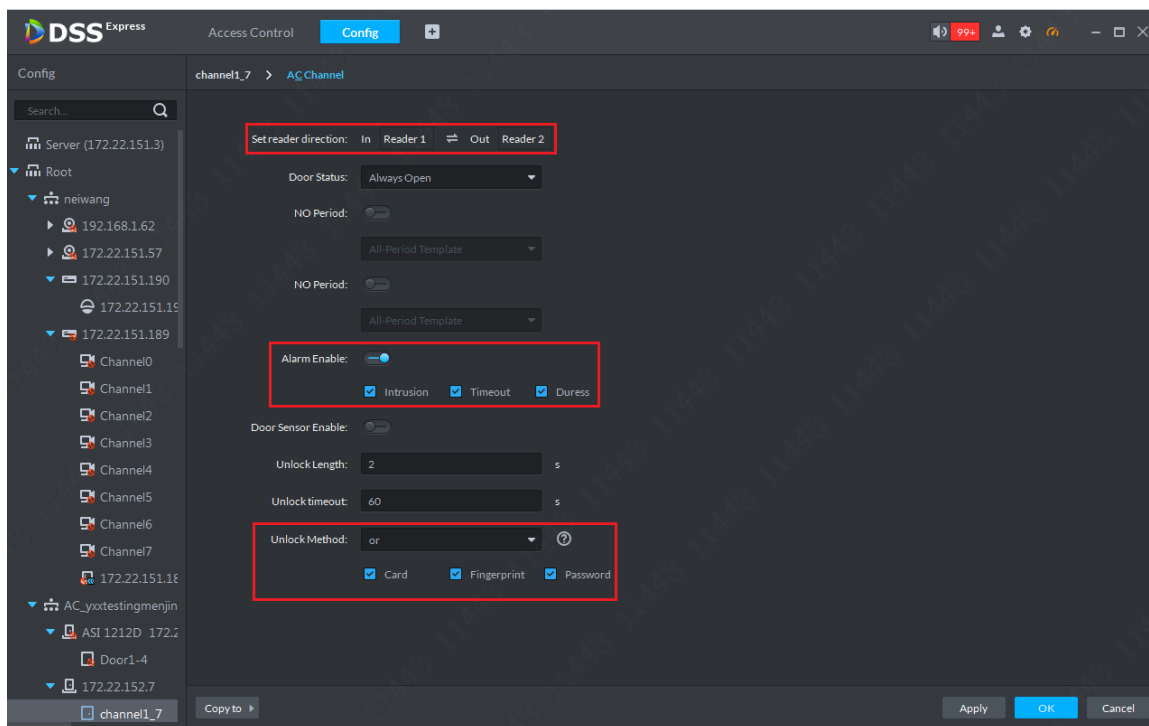 DSS Express Access Control Config 99+
Config
channel1_7 > AC Channel
Search...
Server (172.22.151.3)
Root
neiwang
192.168.1.62
172.22.151.57
172.22.151.190
172.22.151.19
172.22.151.189
Channel0
Channel1
Channel2
Channel3
Channel4
Channel5
Channel6
Channel7
172.22.151.18
AC_yxxtestingmenjin
ASI 1212D 172.2
Door1-4
172.22.152.7
channel1_7
Set reader direction: In Reader 1 ⇌ Out Reader 2
Door Status: Always Open
NO Period:
All-Period Template
NO Period:
All-Period Template
Alarm Enable:
Intrusion Timeout Duress
Door Sensor Enable:
Unlock Length: 2 s
Unlock timeout: 60 s
Unlock Method: or ?
Card Fingerprint Password
Copy to Apply OK Cancel